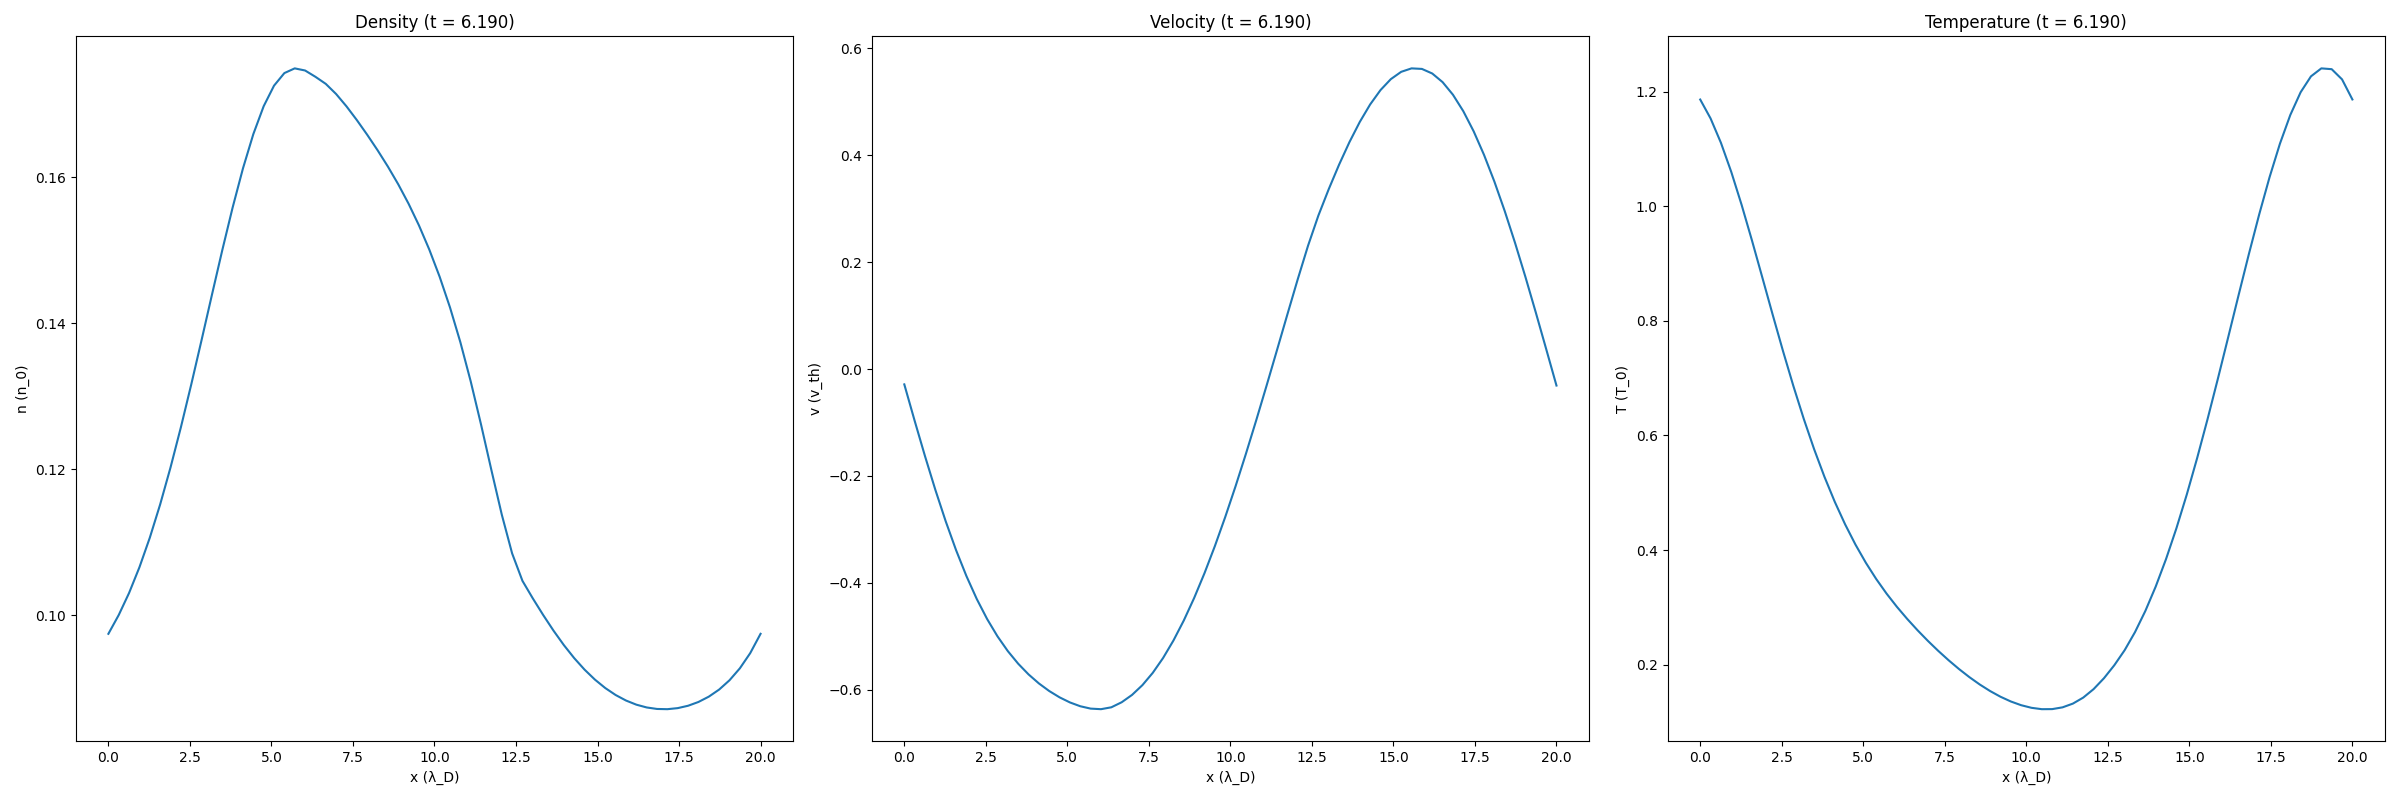 Density (t = 6.190)
n (n_0)
0.16
0.14
0.12
0.10
0.0 2.5 5.0 7.5 10.0 12.5 15.0 17.5 20.0
x (λ_D)
Velocity (t = 6.190)
v (v_th)
0.6
0.4
0.2
0.0
−0.2
−0.4
−0.6
0.0 2.5 5.0 7.5 10.0 12.5 15.0 17.5 20.0
x (λ_D)
Temperature (t = 6.190)
T (T_0)
1.2
1.0
0.8
0.6
0.4
0.2
0.0 2.5 5.0 7.5 10.0 12.5 15.0 17.5 20.0
x (λ_D)